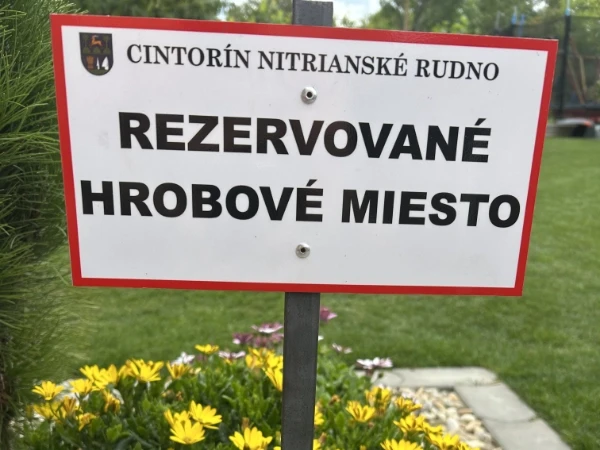 CINTORÍN NITRIANSKÉ RUDNO
REZERVOVANÉ
HROBOVÉ MIESTO